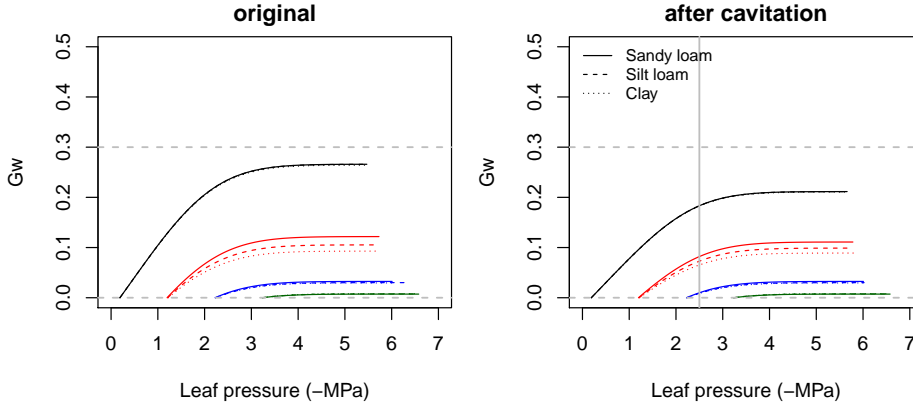 original
0.0 0.1 0.2 0.3 0.4 0.5
Gw
0 1 2 3 4 5 6 7
Leaf pressure (−MPa)
after cavitation
Sandy loam
Silt loam
Clay
0.0 0.1 0.2 0.3 0.4 0.5
Gw
0 1 2 3 4 5 6 7
Leaf pressure (−MPa)